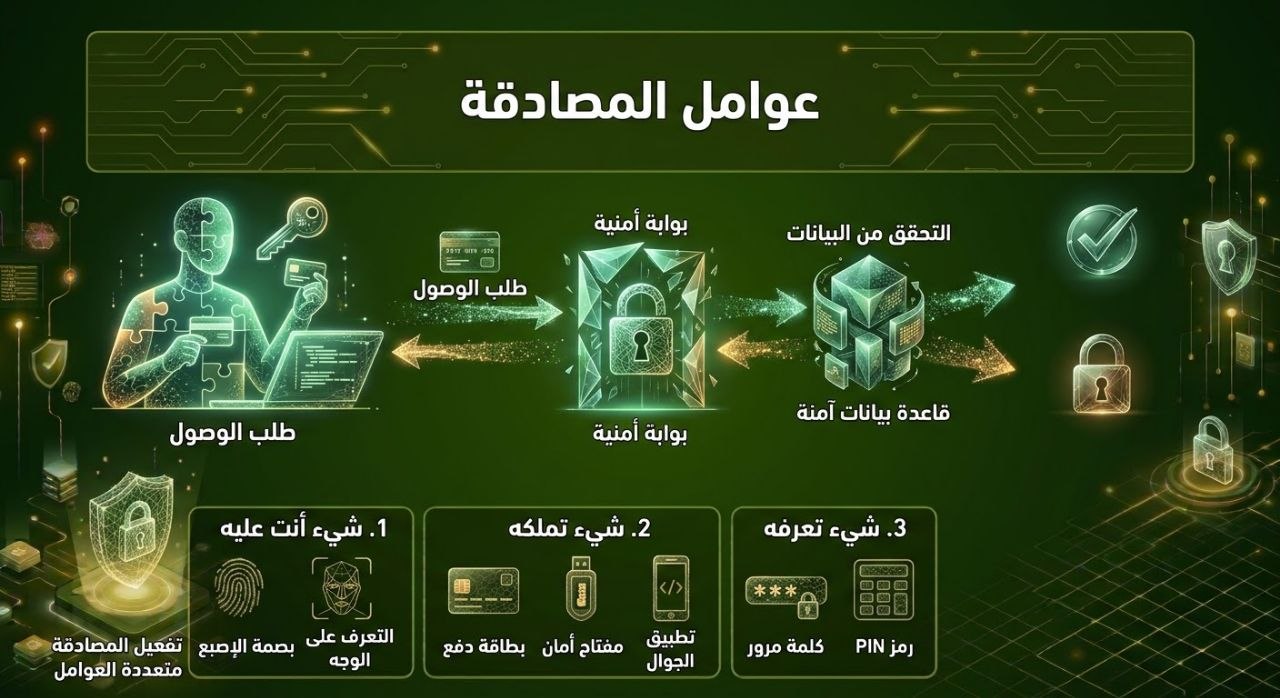 عوامل المصادقة
بوابة أمنية
التحقق من البيانات
طلب الوصول
طلب الوصول
بوابة أمنية
قاعدة بيانات آمنة
1. شيء أنت عليه
بصمة الإصبع
التعرف على
الوجه
2. شيء تملكه
بطاقة دفع
مفتاح أمان
تطبيق
الجوال
3. شيء تعرفه
***
كلمة مرور
رمز PIN
</>
تفعيل المصادقة
متعددة العوامل